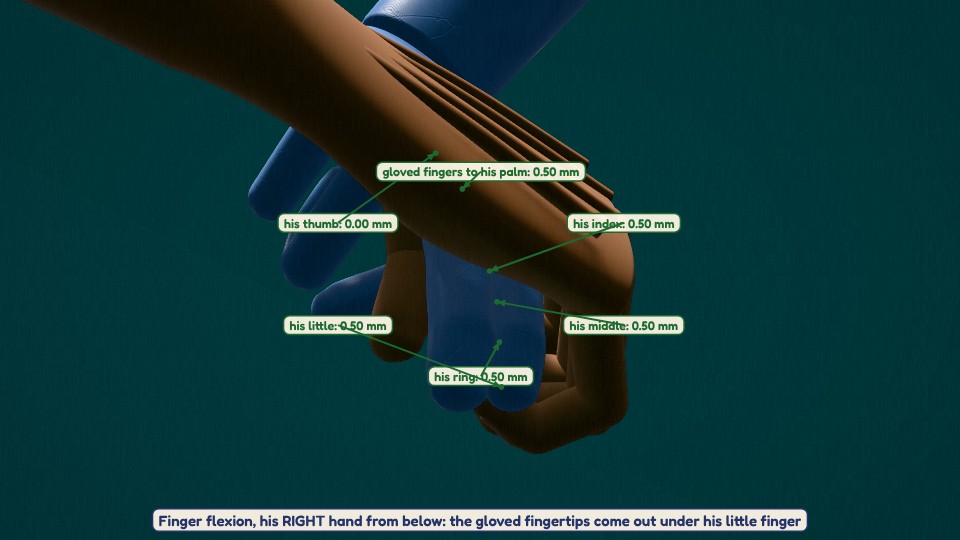 gloved fingers to his palm: 0.50 mm
his thumb: 0.00 mm
his index: 0.50 mm
his little: 0.50 mm
his middle: 0.50 mm
his ring: 0.50 mm
Finger flexion, his RIGHT hand from below: the gloved fingertips come out under his little finger